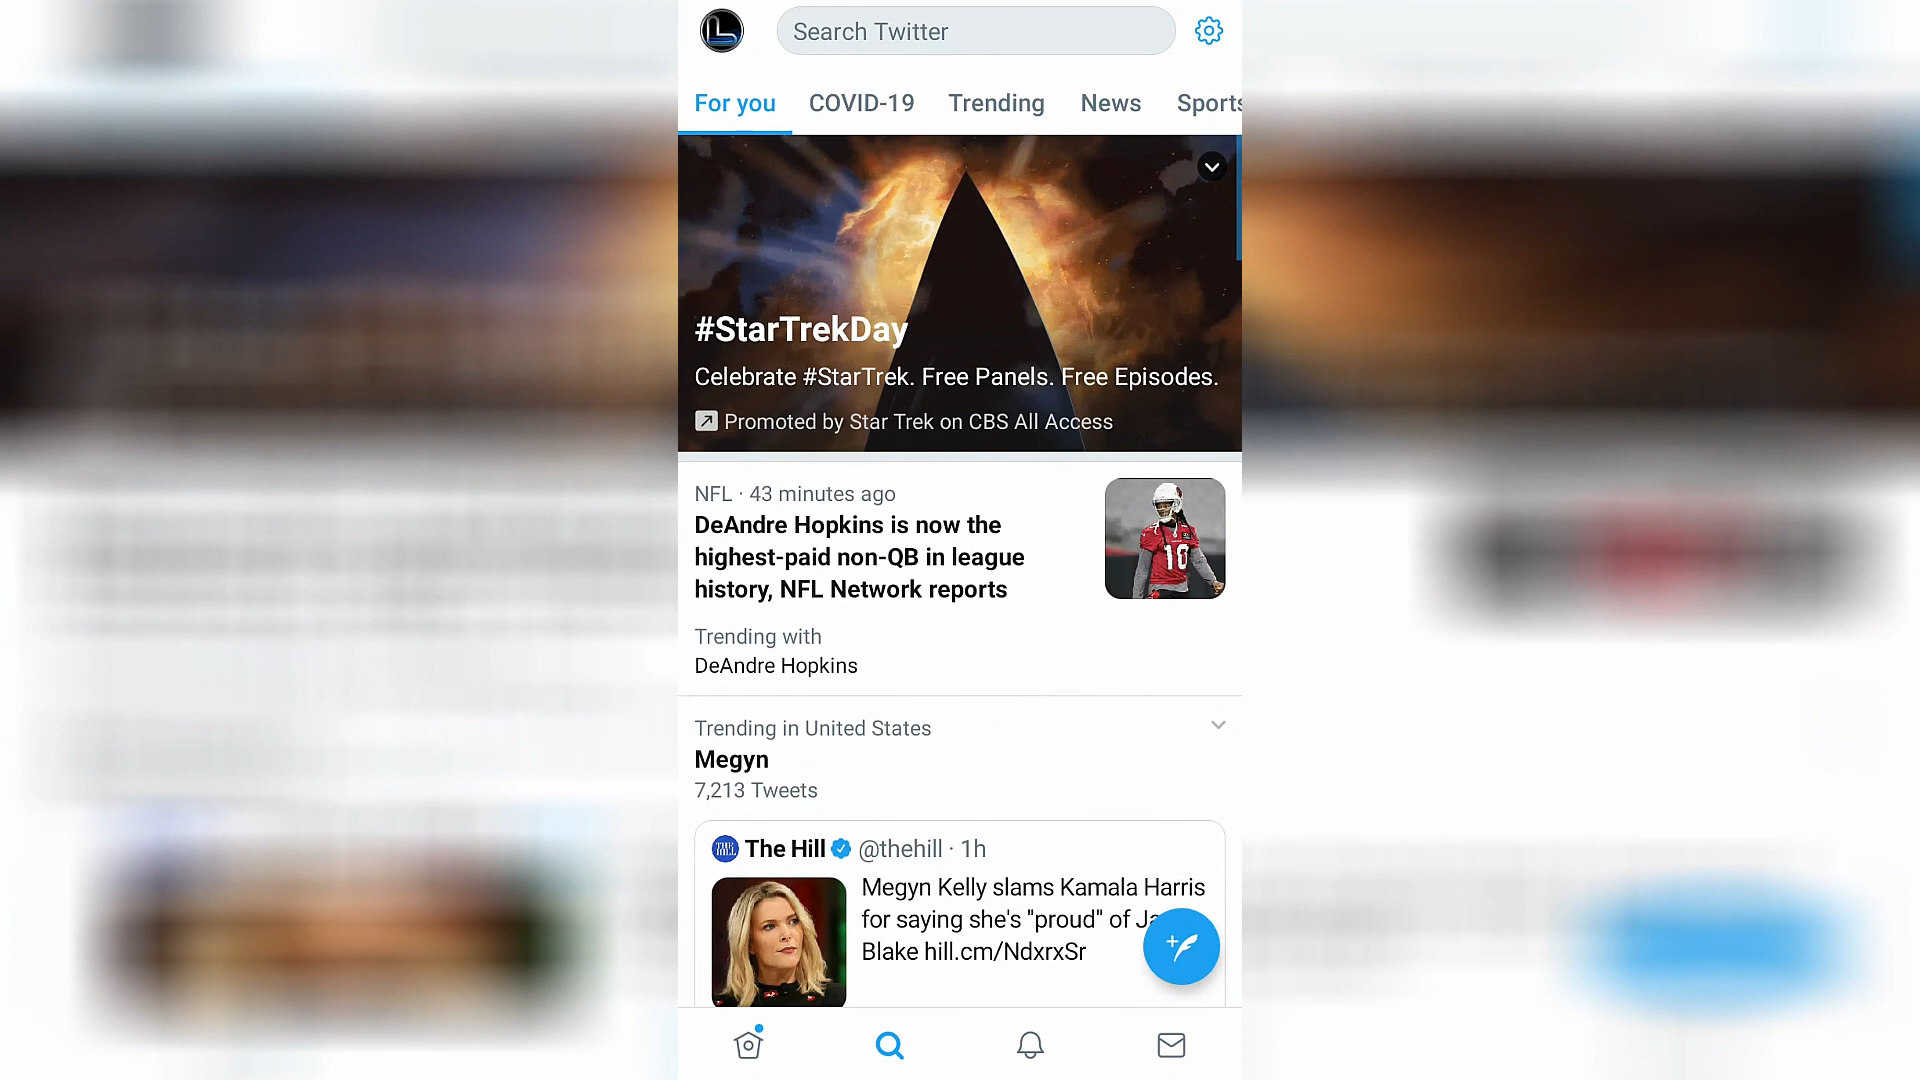 Search Twitter
For you COVID-19 Trending News Sports
#StarTrekDay
Celebrate #StarTrek. Free Panels. Free Episodes.
Promoted by Star Trek on CBS All Access
NFL · 43 minutes ago
DeAndre Hopkins is now the
highest-paid non-QB in league
history, NFL Network reports
10
Trending with
DeAndre Hopkins
Trending in United States
Megyn
7,213 Tweets
THE HILL
The Hill @thehill · 1h
Megyn Kelly slams Kamala Harris
for saying she's "proud" of
Blake hill.cm/NdxrxSr